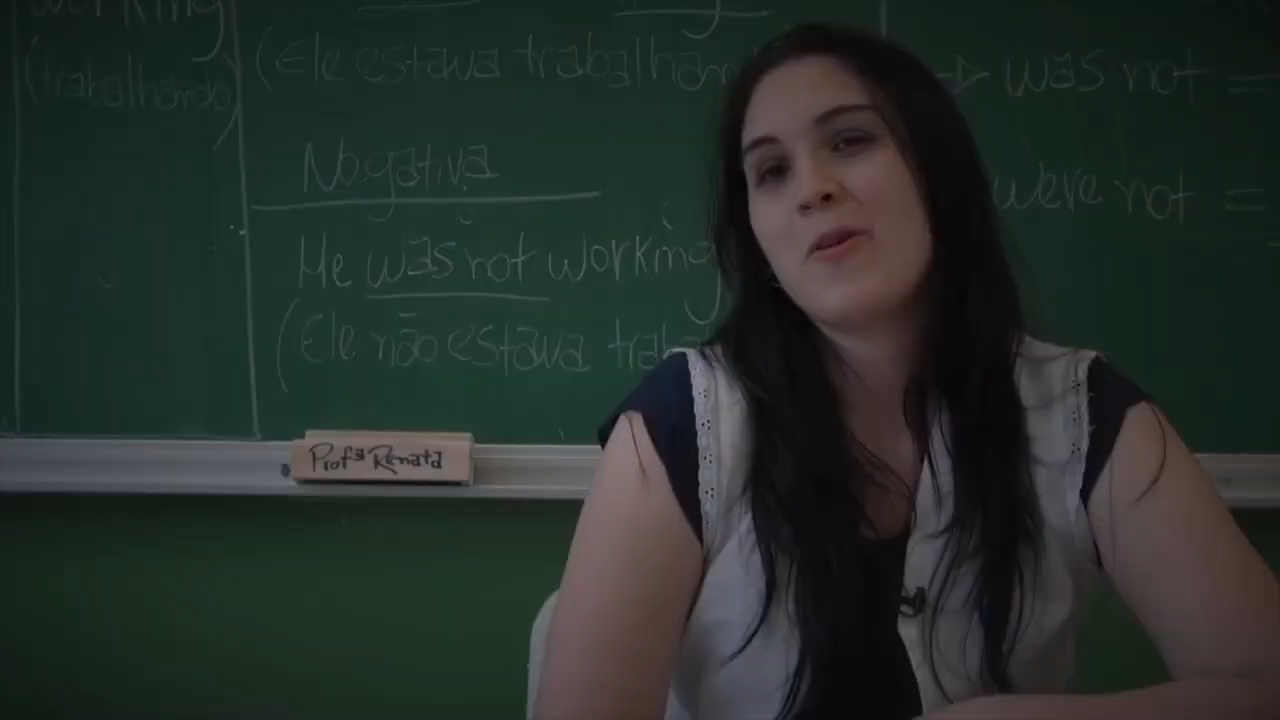 working
(trabalhando)
(Ele estava trabalhan
Negativa
He was not working
(Ele não estava trab
was not =
were not =
Profª Renata